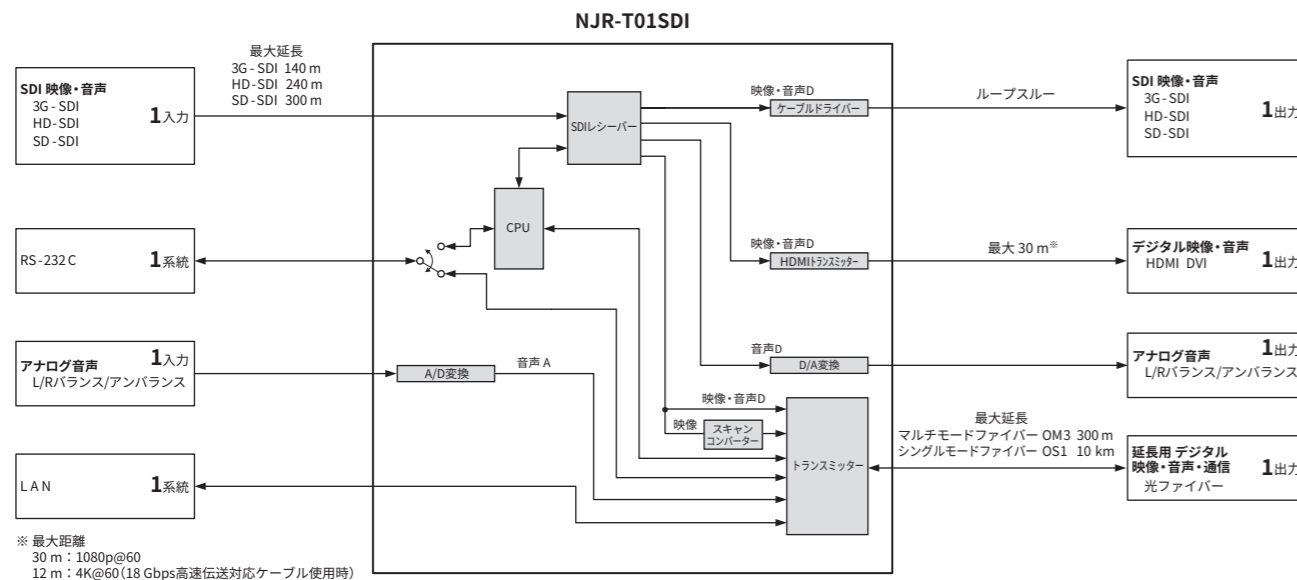 NJR-T01SDI
最大延長
3G-SDI 140 m
HD-SDI 240 m
SD-SDI 300 m
SDI 映像・音声
3G-SDI
HD-SDI
SD-SDI
1入力
SDIレシーバー
映像・音声D
ケーブルドライバー
ループスルー
SDI 映像・音声
3G-SDI
HD-SDI
SD-SDI
1出力
CPU
RS-232C
1系統
映像・音声D
HDMIトランスミッター
最大 30 m※
デジタル映像・音声
HDMI DVI
1出力
アナログ音声
L/Rバランス/アンバランス
1入力
A/D変換
音声 A
音声D
D/A変換
アナログ音声
L/Rバランス/アンバランス
1出力
映像・音声D
映像
スキャン
コンバーター
トランスミッター
最大延長
マルチモードファイバー OM3 300 m
シングルモードファイバー OS1 10 km
延長用 デジタル
映像・音声・通信
光ファイバー
1出力
LAN
1系統
※ 最大距離
30 m：1080p@60
12 m：4K@60（18 Gbps高速伝送対応ケーブル使用時）